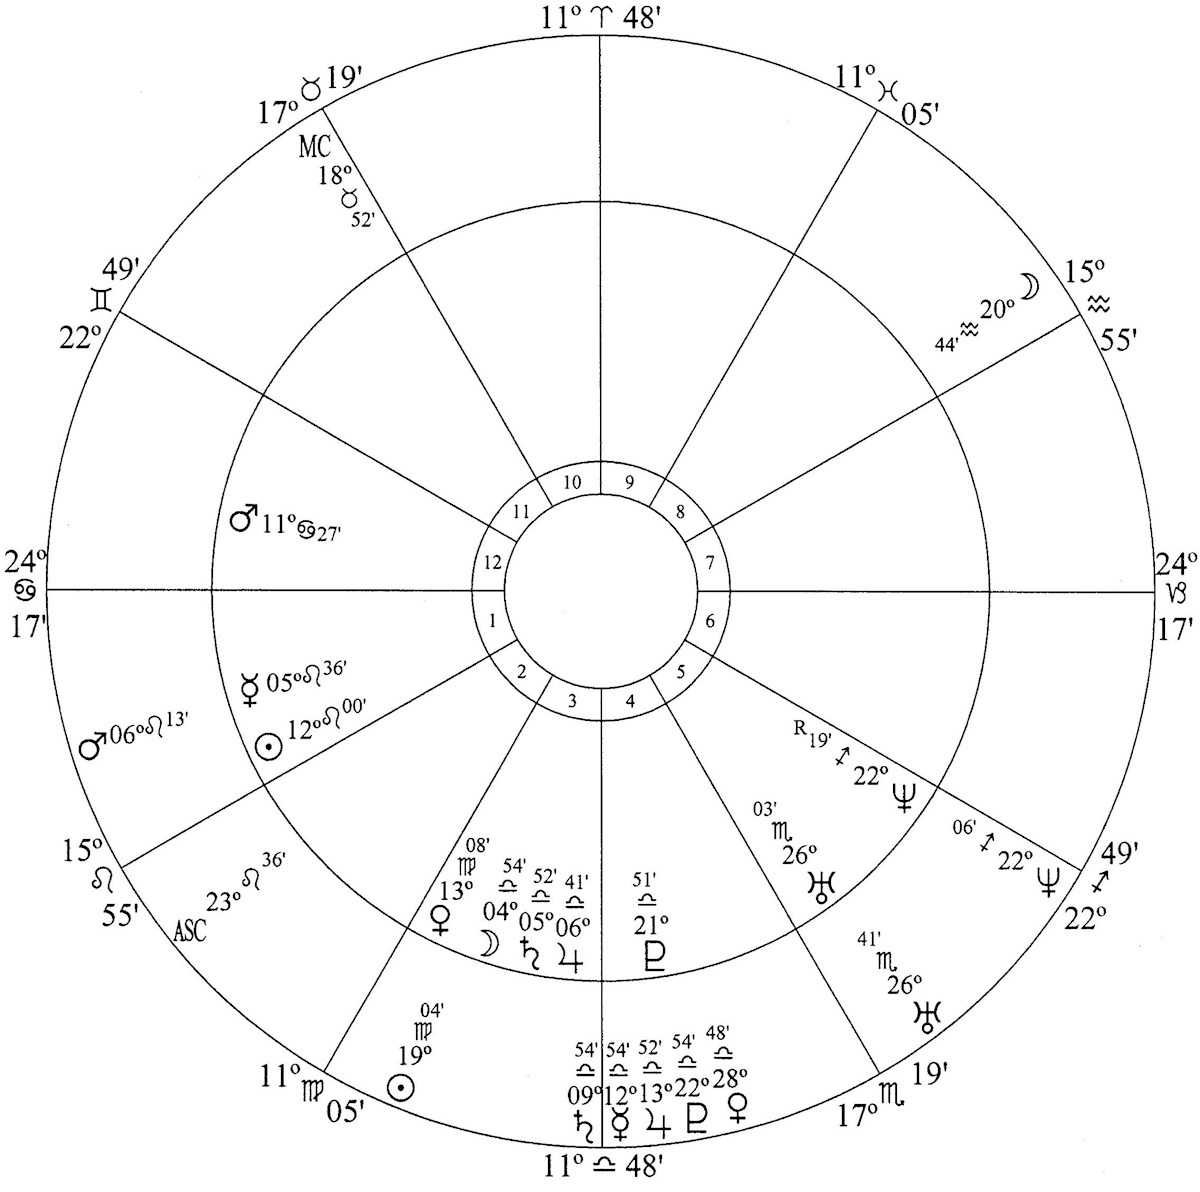 11° ♈ 48'
17° ♉ 19'
11° ♓ 05'
MC
18°
♉
52'
49'
♊
22°
15°
♒
55'
☽
20°
♒
44'
10 9
11 8
12 7
1 6
2 5
3 4
♂ 11° ♋ 27'
24°
♋
17'
24°
♑
17'
☿ 05° ♌ 36'
☉ 12° ♌ 00'
♂ 06° ♌ 13'
R 19' ♐ 22° ♆
06' ♐ 22° ♆
03' ♏ 26° ♅
41' ♏ 26° ♅
15°
♌
55'
49'
♐
22°
ASC 23° ♌ 36'
08' ♍ 13° ♀
54' ♎ 04° ☽
52' ♎ 05° ♄
41' ♎ 06° ♃
51' ♎ 21° ♇
04' ♍ 19° ☉
54' ♎ 09° ♄
54' ♎ 12° ☿
52' ♎ 13° ♃
54' ♎ 22° ♇
48' ♎ 28° ♀
11° ♍ 05'
17° ♏ 19'
11° ♎ 48'